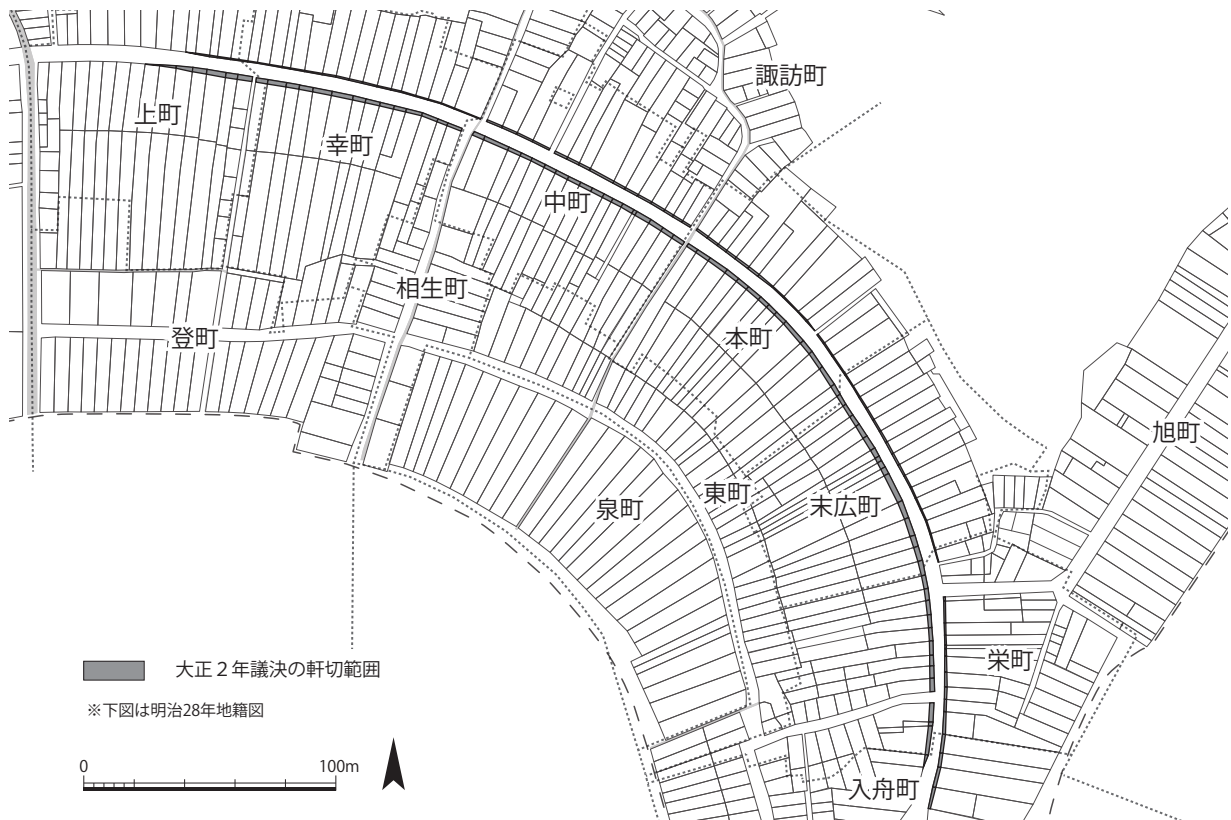 諏訪町
上町
幸町
中町
相生町
登町
本町
旭町
東町
末広町
泉町
栄町
大正2年議決の軒切範囲
※下図は明治28年地籍図
0 100m
入舟町